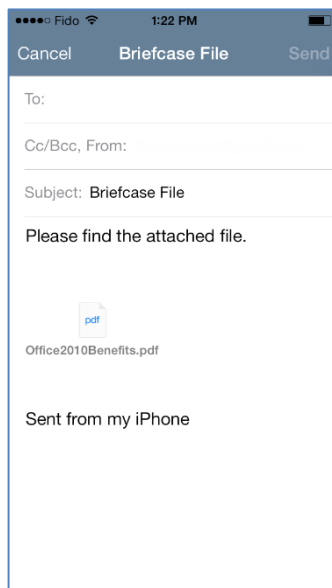 Fido 1:22 PM
Cancel Briefcase File Send
To:
Cc/Bcc, From:
Subject: Briefcase File
Please find the attached file.
pdf
Office2010Benefits.pdf
Sent from my iPhone